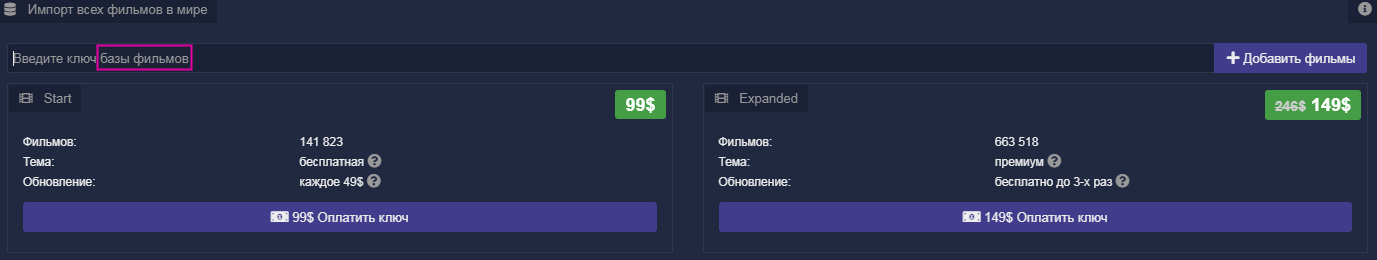 Импорт всех фильмов в мире
Введите ключ базы фильмов
Добавить фильмы
Start
99$
Фильмов: 141 823
Тема: бесплатная
Обновление: каждое 49$
99$ Оплатить ключ
Expanded
246$ 149$
Фильмов: 663 518
Тема: премиум
Обновление: бесплатно до 3-х раз
149$ Оплатить ключ